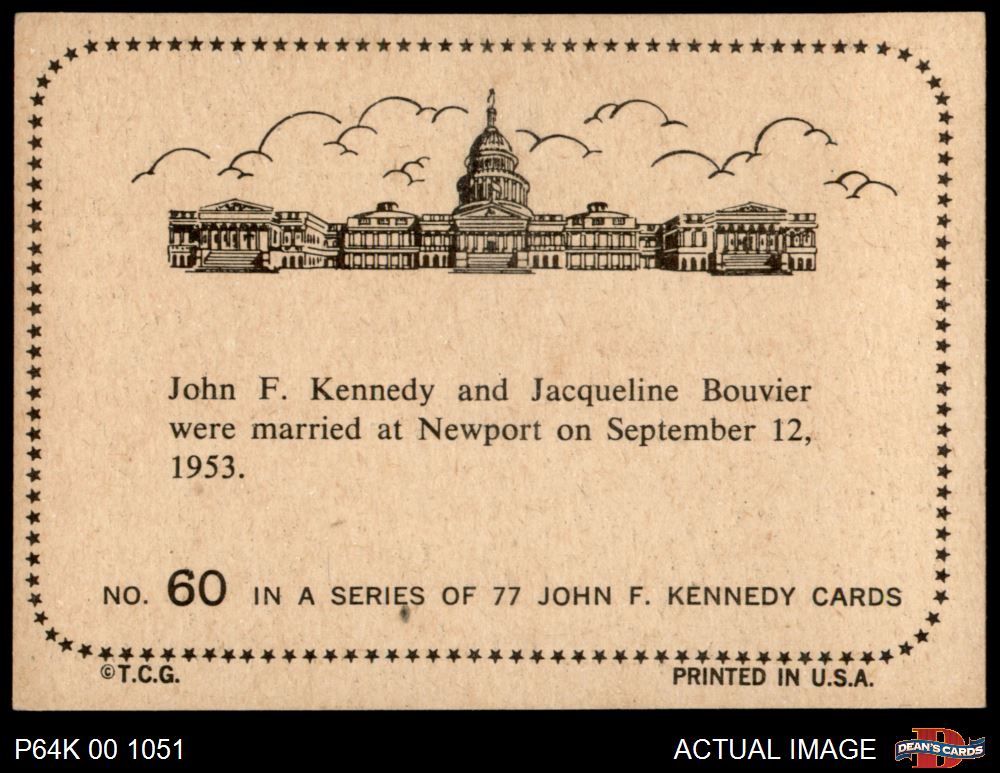 John F. Kennedy and Jacqueline Bouvier
were married at Newport on September 12,
1953.
NO. 60 IN A SERIES OF 77 JOHN F. KENNEDY CARDS
©T.C.G.
PRINTED IN U.S.A.
P64K 00 1051
ACTUAL IMAGE
D
DEAN'S CARDS